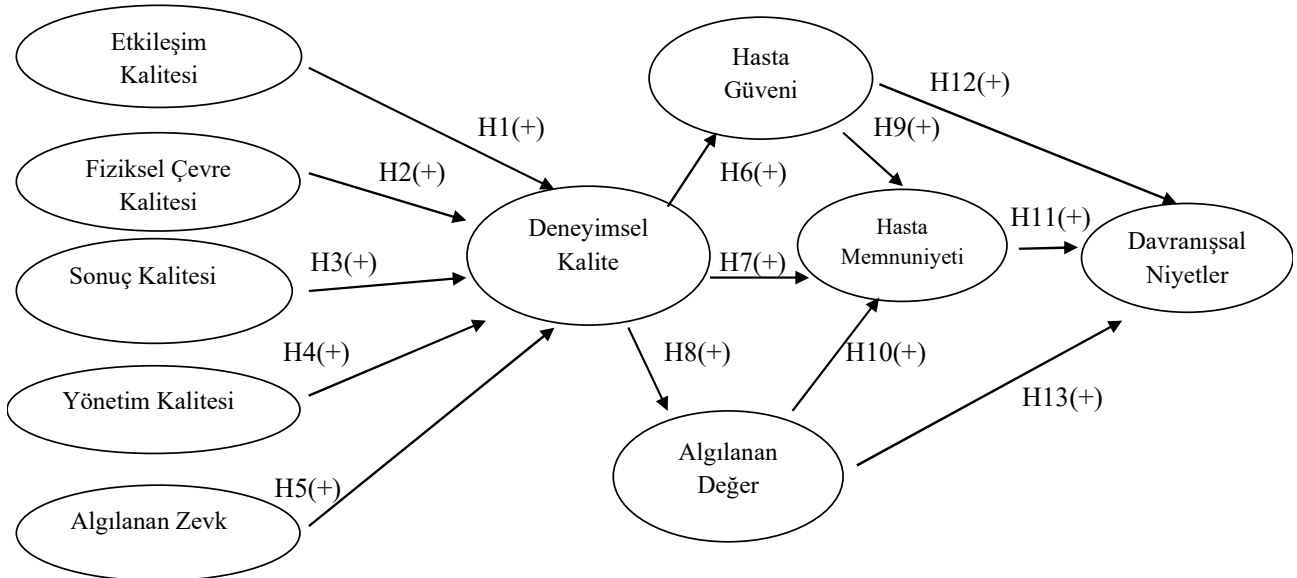 Etkileşim
Kalitesi
H1(+)
Fiziksel Çevre
Kalitesi
H2(+)
Sonuç Kalitesi
H3(+)
Yönetim Kalitesi
H4(+)
Algılanan Zevk
H5(+)
Deneyimsel
Kalite
H6(+)
H7(+)
H8(+)
Hasta
Güveni
H9(+)
H12(+)
Hasta
Memnuniyeti
H11(+)
H10(+)
Algılanan
Değer
H13(+)
Davranışsal
Niyetler